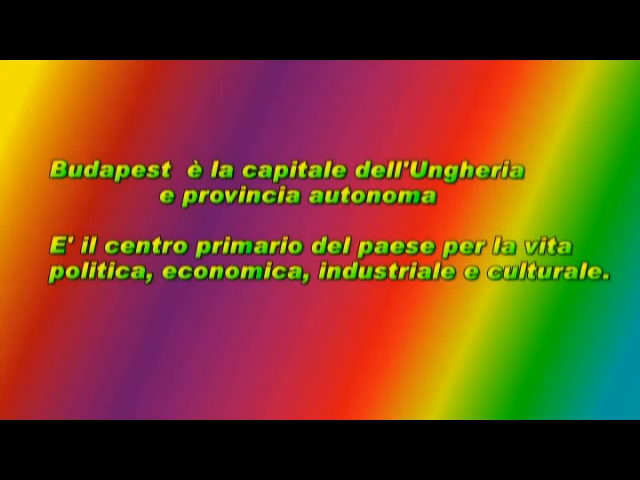 Budapest è la capitale dell'Ungheria
e provincia autonoma
E' il centro primario del paese per la vita
politica, economica, industriale e culturale.